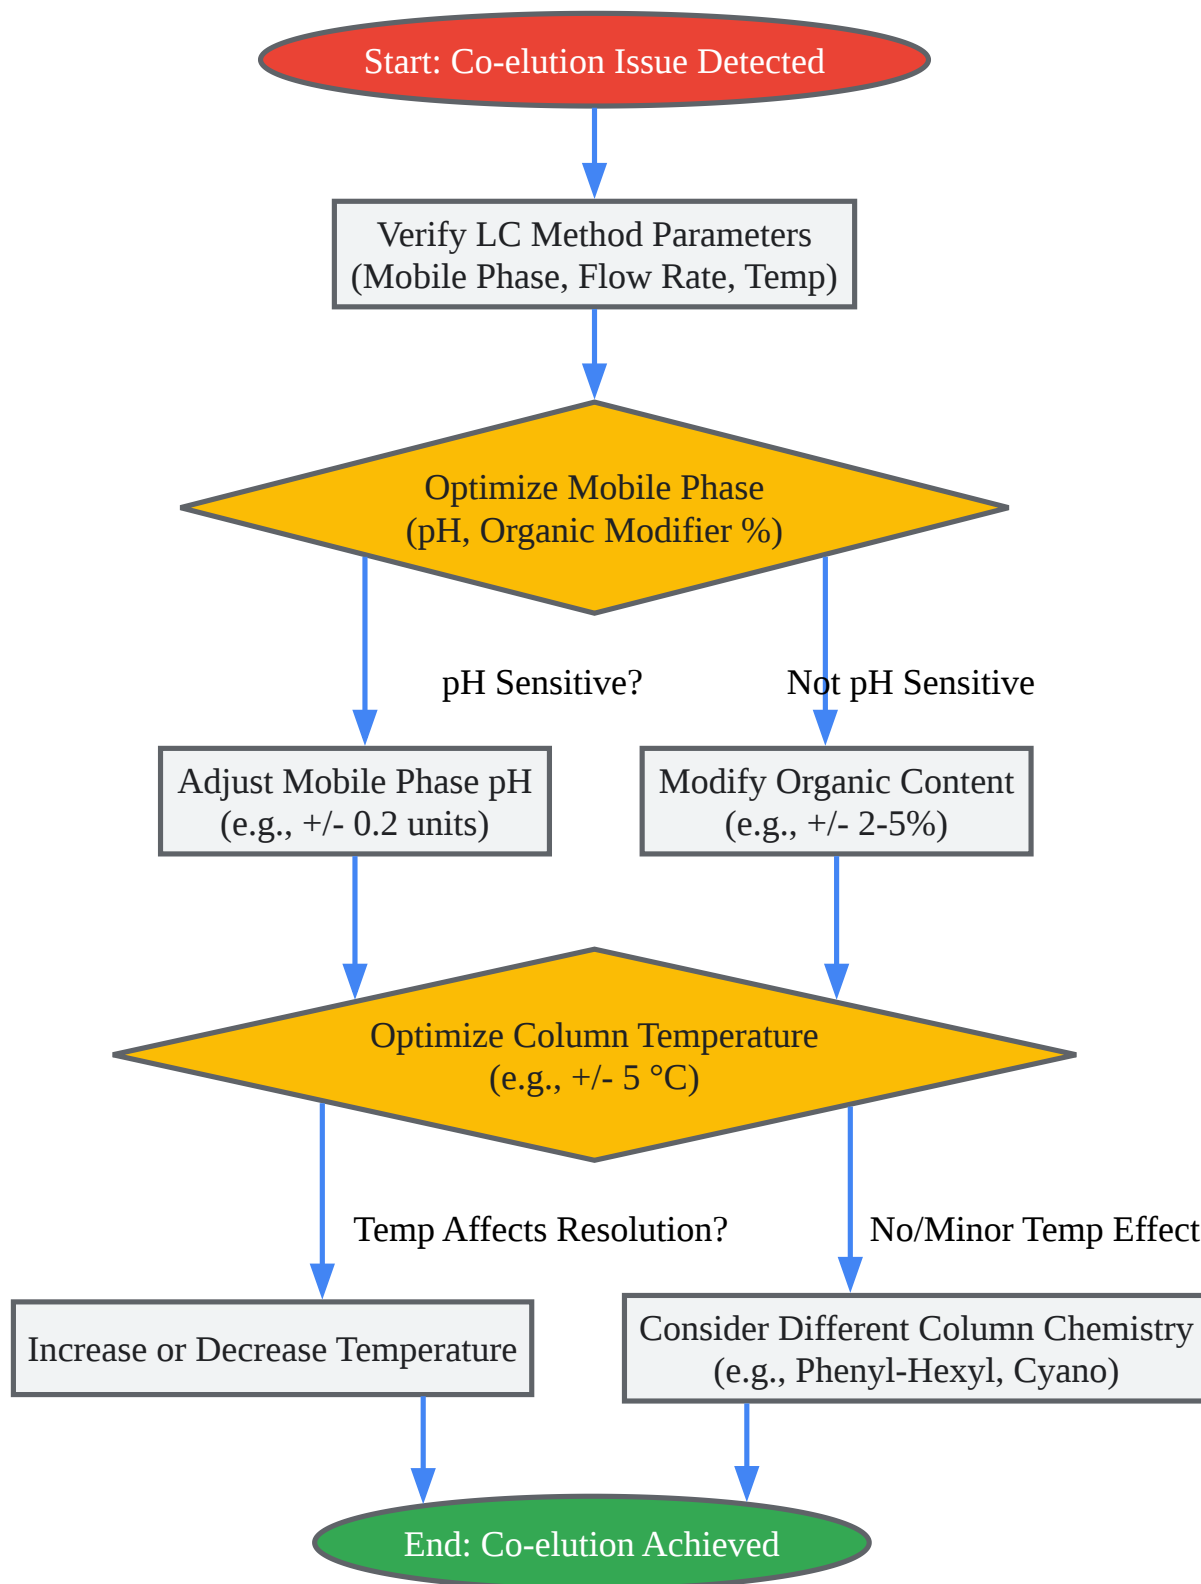 Start: Co-elution Issue Detected
Verify LC Method Parameters
(Mobile Phase, Flow Rate, Temp)
Optimize Mobile Phase
(pH, Organic Modifier %)
pH Sensitive?
Not pH Sensitive
Adjust Mobile Phase pH
(e.g., +/- 0.2 units)
Modify Organic Content
(e.g., +/- 2-5%)
Optimize Column Temperature
(e.g., +/- 5 °C)
Temp Affects Resolution?
No/Minor Temp Effect
Increase or Decrease Temperature
Consider Different Column Chemistry
(e.g., Phenyl-Hexyl, Cyano)
End: Co-elution Achieved